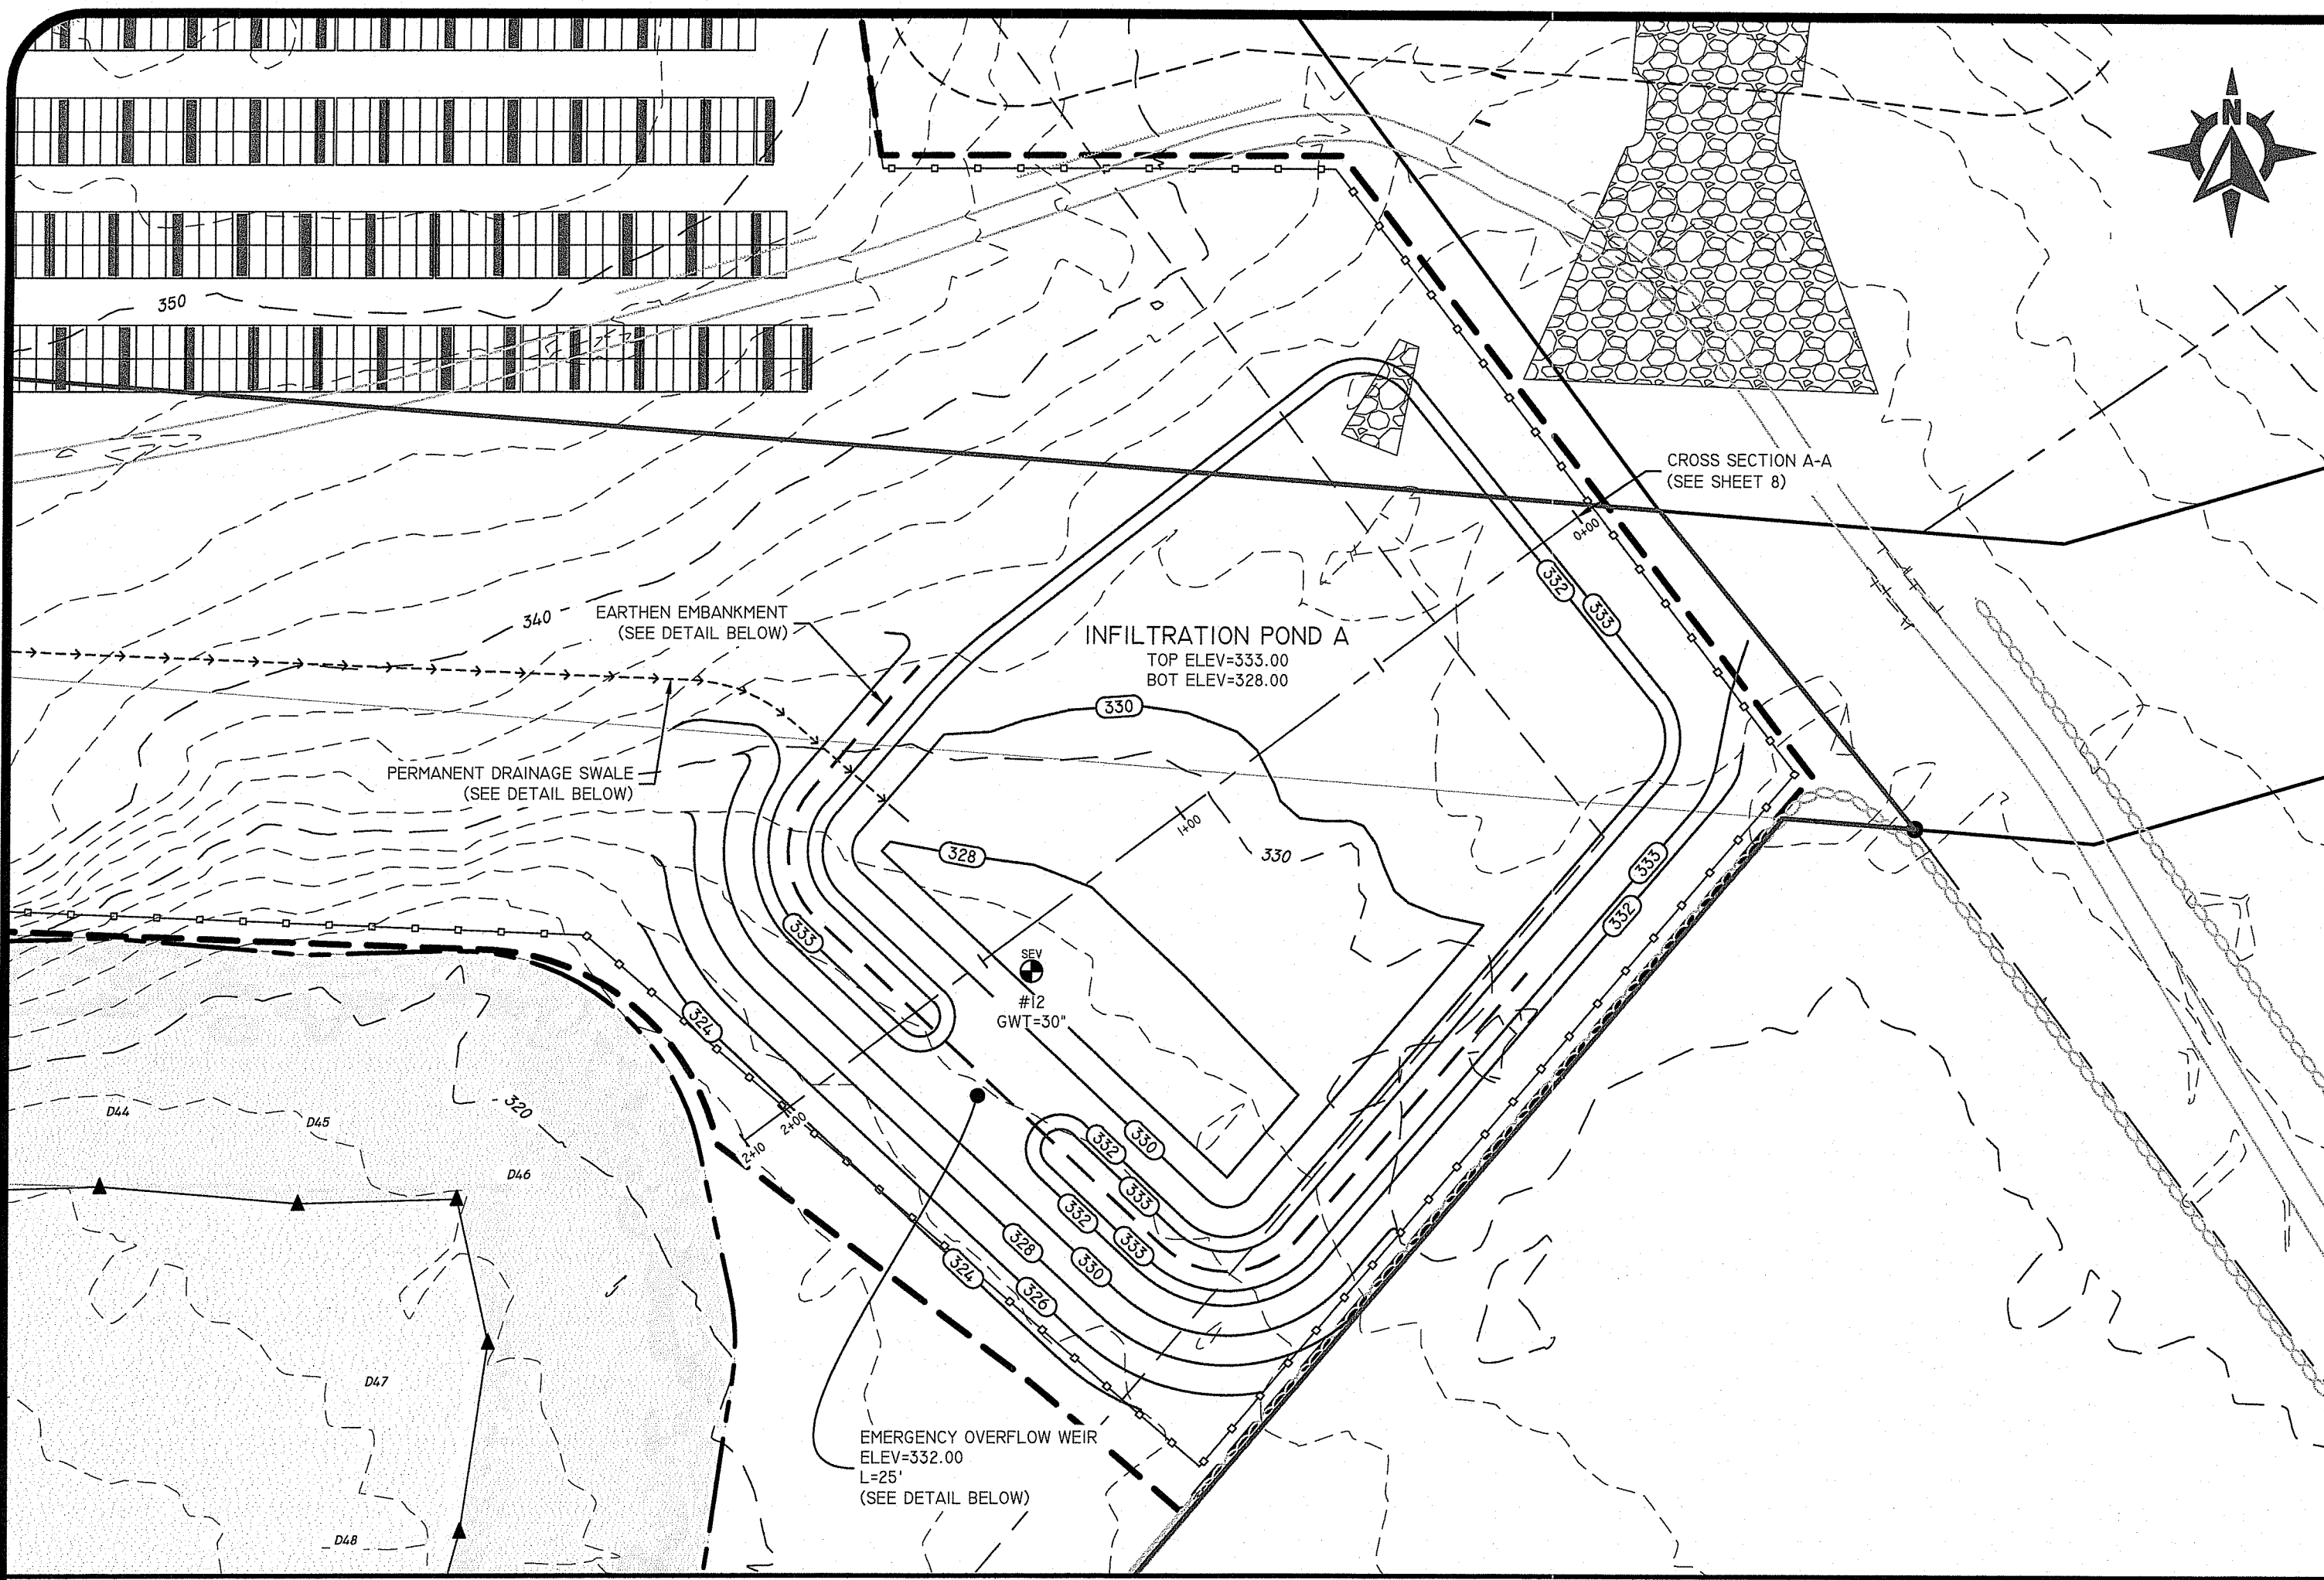 N
350
CROSS SECTION A-A
(SEE SHEET 8)
0+00
332
333
340
EARTHEN EMBANKMENT
(SEE DETAIL BELOW)
INFILTRATION POND A
TOP ELEV=333.00
BOT ELEV=328.00
330
PERMANENT DRAINAGE SWALE
(SEE DETAIL BELOW)
1+00
328
330
333
332
333
SEV
#12
GWT=30"
324
320
D44
D45
D46
2+00
2+10
332
330
333
332
333
328
330
324
326
D47
D48
EMERGENCY OVERFLOW WEIR
ELEV=332.00
L=25'
(SEE DETAIL BELOW)